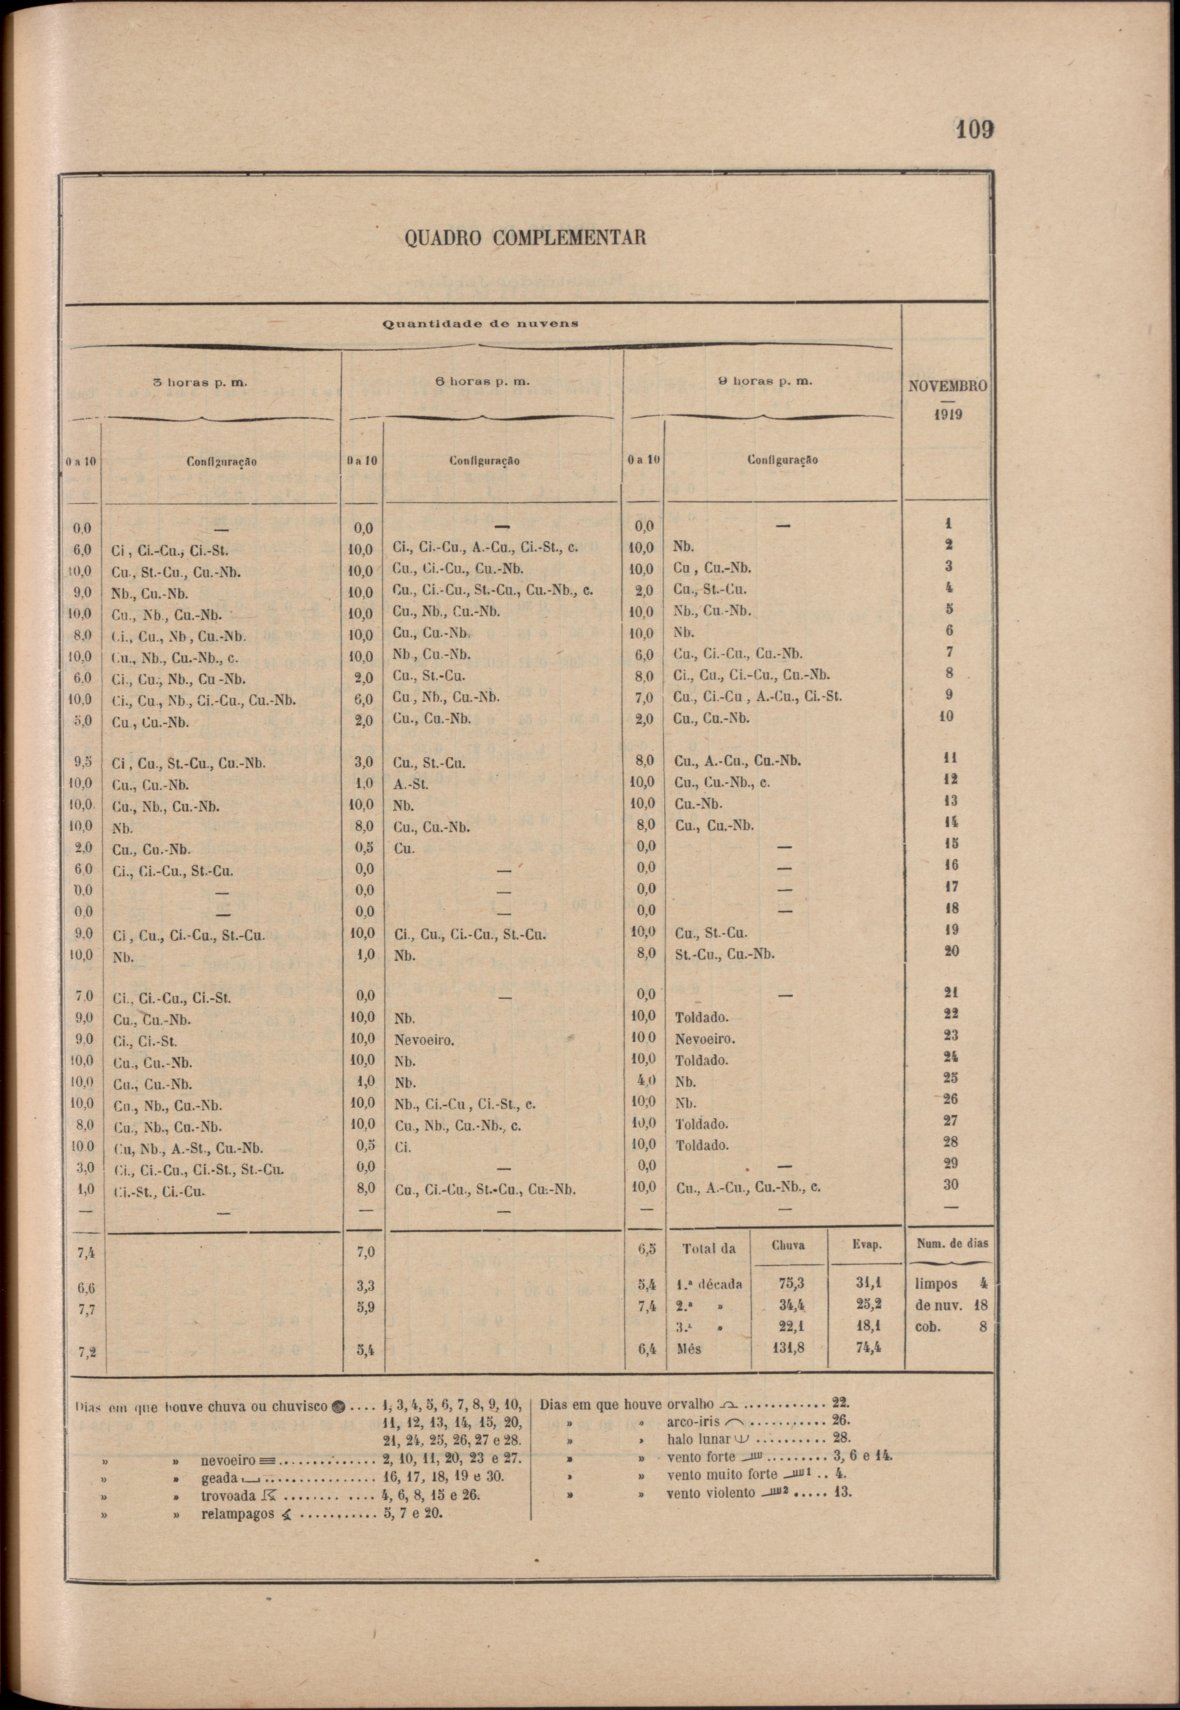 109
QUADRO COMPLEMENTAR
Quantidade de nuvens
3 horas p. m. 6 horas p. m. 9 horas p. m. NOVEMBRO
—
1919
0 a 10 Configuração 0 a 10 Configuração 0 a 10 Configuração
0,0 — 0,0 — 0,0 — 1
6,0 Ci , Ci.-Cu., Ci.-St. 10,0 Ci., Ci.-Cu., A.-Cu., Ci.-St., c. 10,0 Nb. 2
10,0 Cu., St.-Cu., Cu.-Nb. 10,0 Cu., Ci.-Cu., Cu.-Nb. 10,0 Cu , Cu.-Nb. 3
9,0 Nb., Cu.-Nb. 10,0 Cu., Ci.-Cu., St.-Cu., Cu.-Nb., c. 2,0 Cu., St.-Cu. 4
10,0 Cu., Nb., Cu.-Nb. 10,0 Cu., Nb., Cu.-Nb. 10,0 Nb., Cu.-Nb. 5
8,0 Ci., Cu., Nb , Cu.-Nb. 10,0 Cu., Cu.-Nb. 10,0 Nb. 6
10,0 Cu., Nb., Cu.-Nb., c. 10,0 Nb , Cu.-Nb. 6,0 Cu., Ci.-Cu., Cu.-Nb. 7
6,0 Ci., Cu., Nb., Cu -Nb. 2,0 Cu., St.-Cu. 8,0 Ci., Cu., Ci.-Cu., Cu.-Nb. 8
10,0 Ci., Cu., Nb., Ci.-Cu., Cu.-Nb. 6,0 Cu , Nb., Cu.-Nb. 7,0 Cu., Ci.-Cu , A.-Cu., Ci.-St. 9
5,0 Cu., Cu.-Nb. 2,0 Cu., Cu.-Nb. 2,0 Cu., Cu.-Nb. 10
9,5 Ci , Cu., St.-Cu., Cu.-Nb. 3,0 Cu., St.-Cu. 8,0 Cu., A.-Cu., Cu.-Nb. 11
10,0 Cu., Cu.-Nb. 1,0 A.-St. 10,0 Cu., Cu.-Nb., c. 12
10,0 Cu., Nb., Cu.-Nb. 10,0 Nb. 10,0 Cu.-Nb. 13
10,0 Nb. 8,0 Cu., Cu.-Nb. 8,0 Cu., Cu.-Nb. 14
2,0 Cu., Cu.-Nb. 0,5 Cu. 0,0 — 15
6,0 Ci., Ci.-Cu., St.-Cu. 0,0 — 0,0 — 16
0,0 — 0,0 — 0,0 — 17
0,0 — 0,0 — 0,0 — 18
9,0 Ci , Cu., Ci.-Cu., St.-Cu. 10,0 Ci., Cu., Ci.-Cu., St.-Cu. 10,0 Cu., St.-Cu. 19
10,0 Nb. 1,0 Nb. 8,0 St.-Cu., Cu.-Nb. 20
7,0 Ci., Ci.-Cu., Ci.-St. 0,0 — 0,0 — 21
9,0 Cu., Cu.-Nb. 10,0 Nb. 10,0 Toldado. 22
9,0 Ci., Ci.-St. 10,0 Nevoeiro. 10 0 Nevoeiro. 23
10,0 Cu., Cu.-Nb. 10,0 Nb. 10,0 Toldado. 24
10,0 Cu., Cu.-Nb. 1,0 Nb. 4,0 Nb. 25
10,0 Cu., Nb., Cu.-Nb. 10,0 Nb., Ci.-Cu , Ci.-St., c. 10,0 Nb. 26
8,0 Cu., Nb., Cu.-Nb. 10,0 Cu., Nb., Cu.-Nb., c. 10,0 Toldado. 27
10 0 Cu, Nb., A.-St., Cu.-Nb. 0,5 Ci. 10,0 Toldado. 28
3,0 Ci., Ci.-Cu., Ci.-St., St.-Cu. 0,0 — 0,0 — 29
1,0 Ci.-St., Ci.-Cu. 8,0 Cu., Ci.-Cu., St.-Cu., Cu.-Nb. 10,0 Cu., A.-Cu., Cu.-Nb., c. 30
— — — — — — —
7,4 7,0 6,5 Total da Chuva Evap. Num. de dias
6,6 3,3 5,4 1.ª década 75,3 31,1 limpos 4
7,7 5,9 7,4 2.ª » 34,4 25,2 de nuv. 18
3.ª » 22,1 18,1 cob. 8
7,2 5,4 6,4 Mês 131,8 74,4
Dias em que houve chuva ou chuvisco .... 1, 3, 4, 5, 6, 7, 8, 9, 10,
11, 12, 13, 14, 15, 20,
21, 24, 25, 26, 27 e 28.
» » nevoeiro ............... 2, 10, 11, 20, 23 e 27.
» » geada ................ 16, 17, 18, 19 e 30.
» » trovoada ........ .... 4, 6, 8, 15 e 26.
» » relampagos ........... 5, 7 e 20.
Dias em que houve orvalho ............ 22.
» » arco-iris ........... 26.
» » halo lunar .......... 28.
» » vento forte ......... 3, 6 e 14.
» » vento muito forte 1 .. 4.
» » vento violento 2 ..... 13.